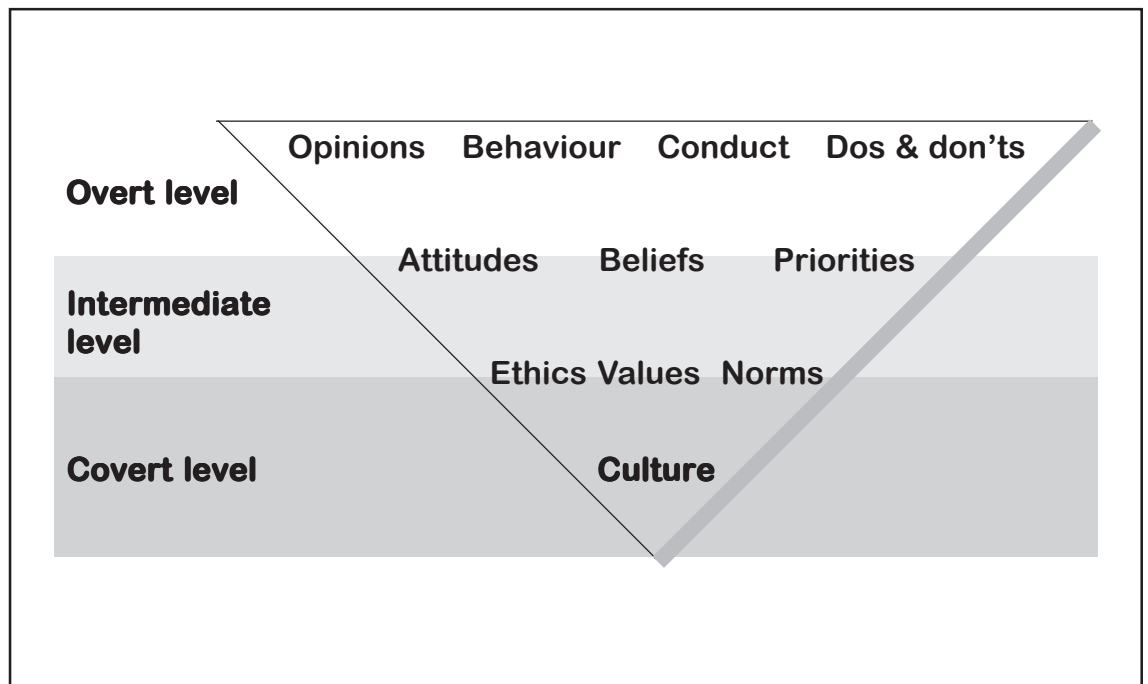 Opinions Behaviour Conduct Dos & don'ts
Overt level
Attitudes Beliefs Priorities
Intermediate
level
Ethics Values Norms
Covert level Culture